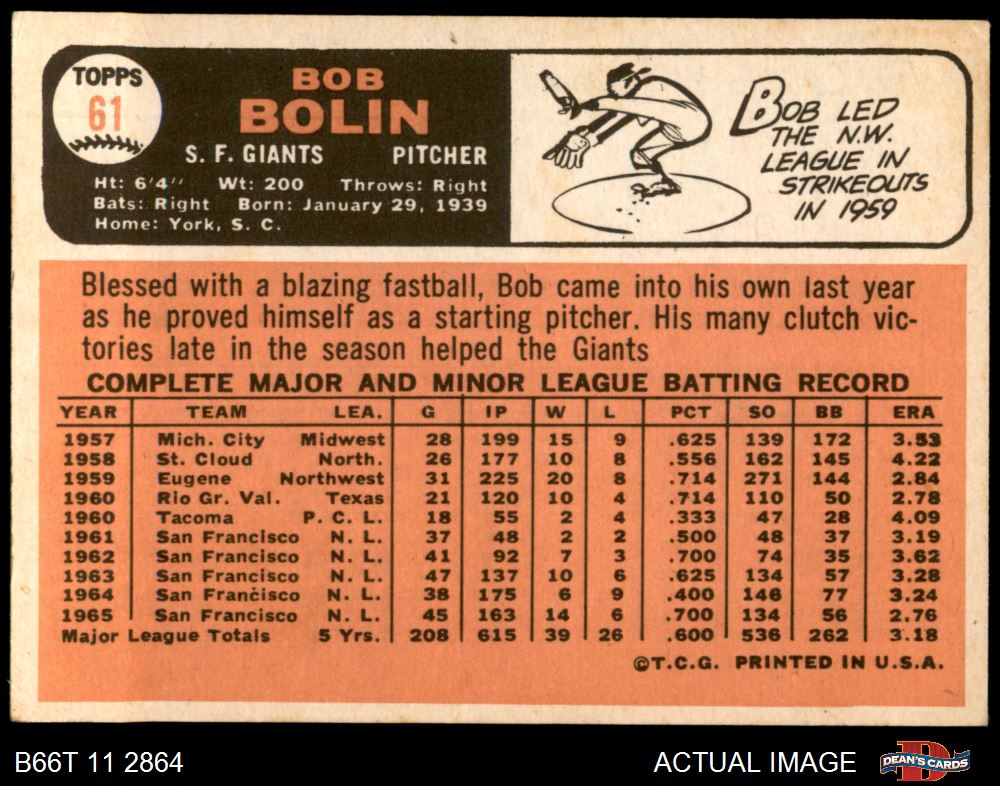 TOPPS
61
BOB
BOLIN
S. F. GIANTS PITCHER
Ht: 6'4" Wt: 200 Throws: Right
Bats: Right Born: January 29, 1939
Home: York, S. C.
BOB LED
THE N.W.
LEAGUE IN
STRIKEOUTS
IN 1959
Blessed with a blazing fastball, Bob came into his own last year
as he proved himself as a starting pitcher. His many clutch vic-
tories late in the season helped the Giants
COMPLETE MAJOR AND MINOR LEAGUE BATTING RECORD
YEAR TEAM LEA. G IP W L PCT SO BB ERA
1957 Mich. City Midwest 28 199 15 9 .625 139 172 3.53
1958 St. Cloud North. 26 177 10 8 .556 162 145 4.22
1959 Eugene Northwest 31 225 20 8 .714 271 144 2.84
1960 Rio Gr. Val. Texas 21 120 10 4 .714 110 50 2.78
1960 Tacoma P. C. L. 18 55 2 4 .333 47 28 4.09
1961 San Francisco N. L. 37 48 2 2 .500 48 37 3.19
1962 San Francisco N. L. 41 92 7 3 .700 74 35 3.62
1963 San Francisco N. L. 47 137 10 6 .625 134 57 3.28
1964 San Francisco N. L. 38 175 6 9 .400 146 77 3.24
1965 San Francisco N. L. 45 163 14 6 .700 134 56 2.76
Major League Totals 5 Yrs. 208 615 39 26 .600 536 262 3.18
©T.C.G. PRINTED IN U.S.A.
B66T 11 2864 ACTUAL IMAGE DEAN'S CARDS